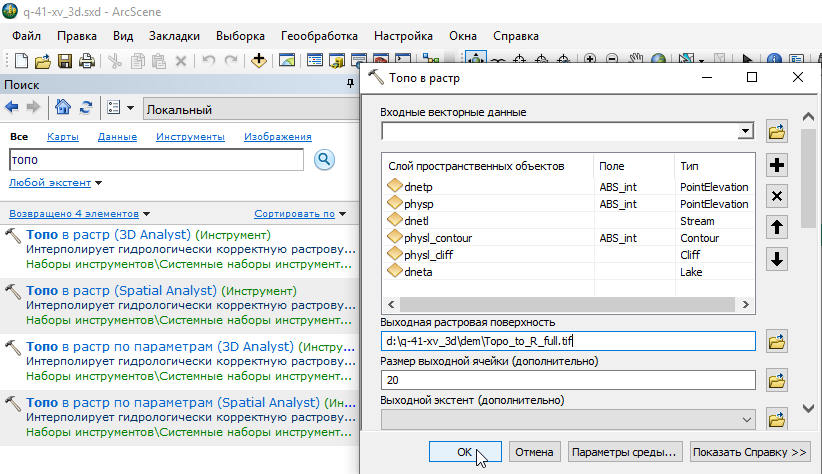 q-41-xv_3d.sxd - ArcScene
Файл Правка Вид Закладки Выборка Геообработка Настройка Окна Справка
Поиск
Локальный
Все Карты Данные Инструменты Изображения
топо
Любой экстент
Возвращено 4 элементов Сортировать по
Топо в растр (3D Analyst) (Инструмент)
Интерполирует гидрологически корректную растрову...
Наборы инструментов\Системные наборы инструмент...
Топо в растр (Spatial Analyst) (Инструмент)
Интерполирует гидрологически корректную растрову...
Наборы инструментов\Системные наборы инструмент...
Топо в растр по параметрам (3D Analyst) (Инстру...
Интерполирует гидрологически корректную растрову...
Наборы инструментов\Системные наборы инструмент...
Топо в растр по параметрам (Spatial Analyst) (Ин...
Интерполирует гидрологически корректную растрову...
Наборы инструментов\Системные наборы инструмент...
Топо в растр
Входные векторные данные
Слой пространственных объектов Поле Тип
dnetp ABS_int PointElevation
physp ABS_int PointElevation
dnetl Stream
physl_contour ABS_int Contour
physl_cliff Cliff
dneta Lake
Выходная растровая поверхность
d:\q-41-xv_3d\dem\Topo_to_R_full.tif
Размер выходной ячейки (дополнительно)
20
Выходной экстент (дополнительно)
OK Отмена Параметры среды... Показать Справку >>